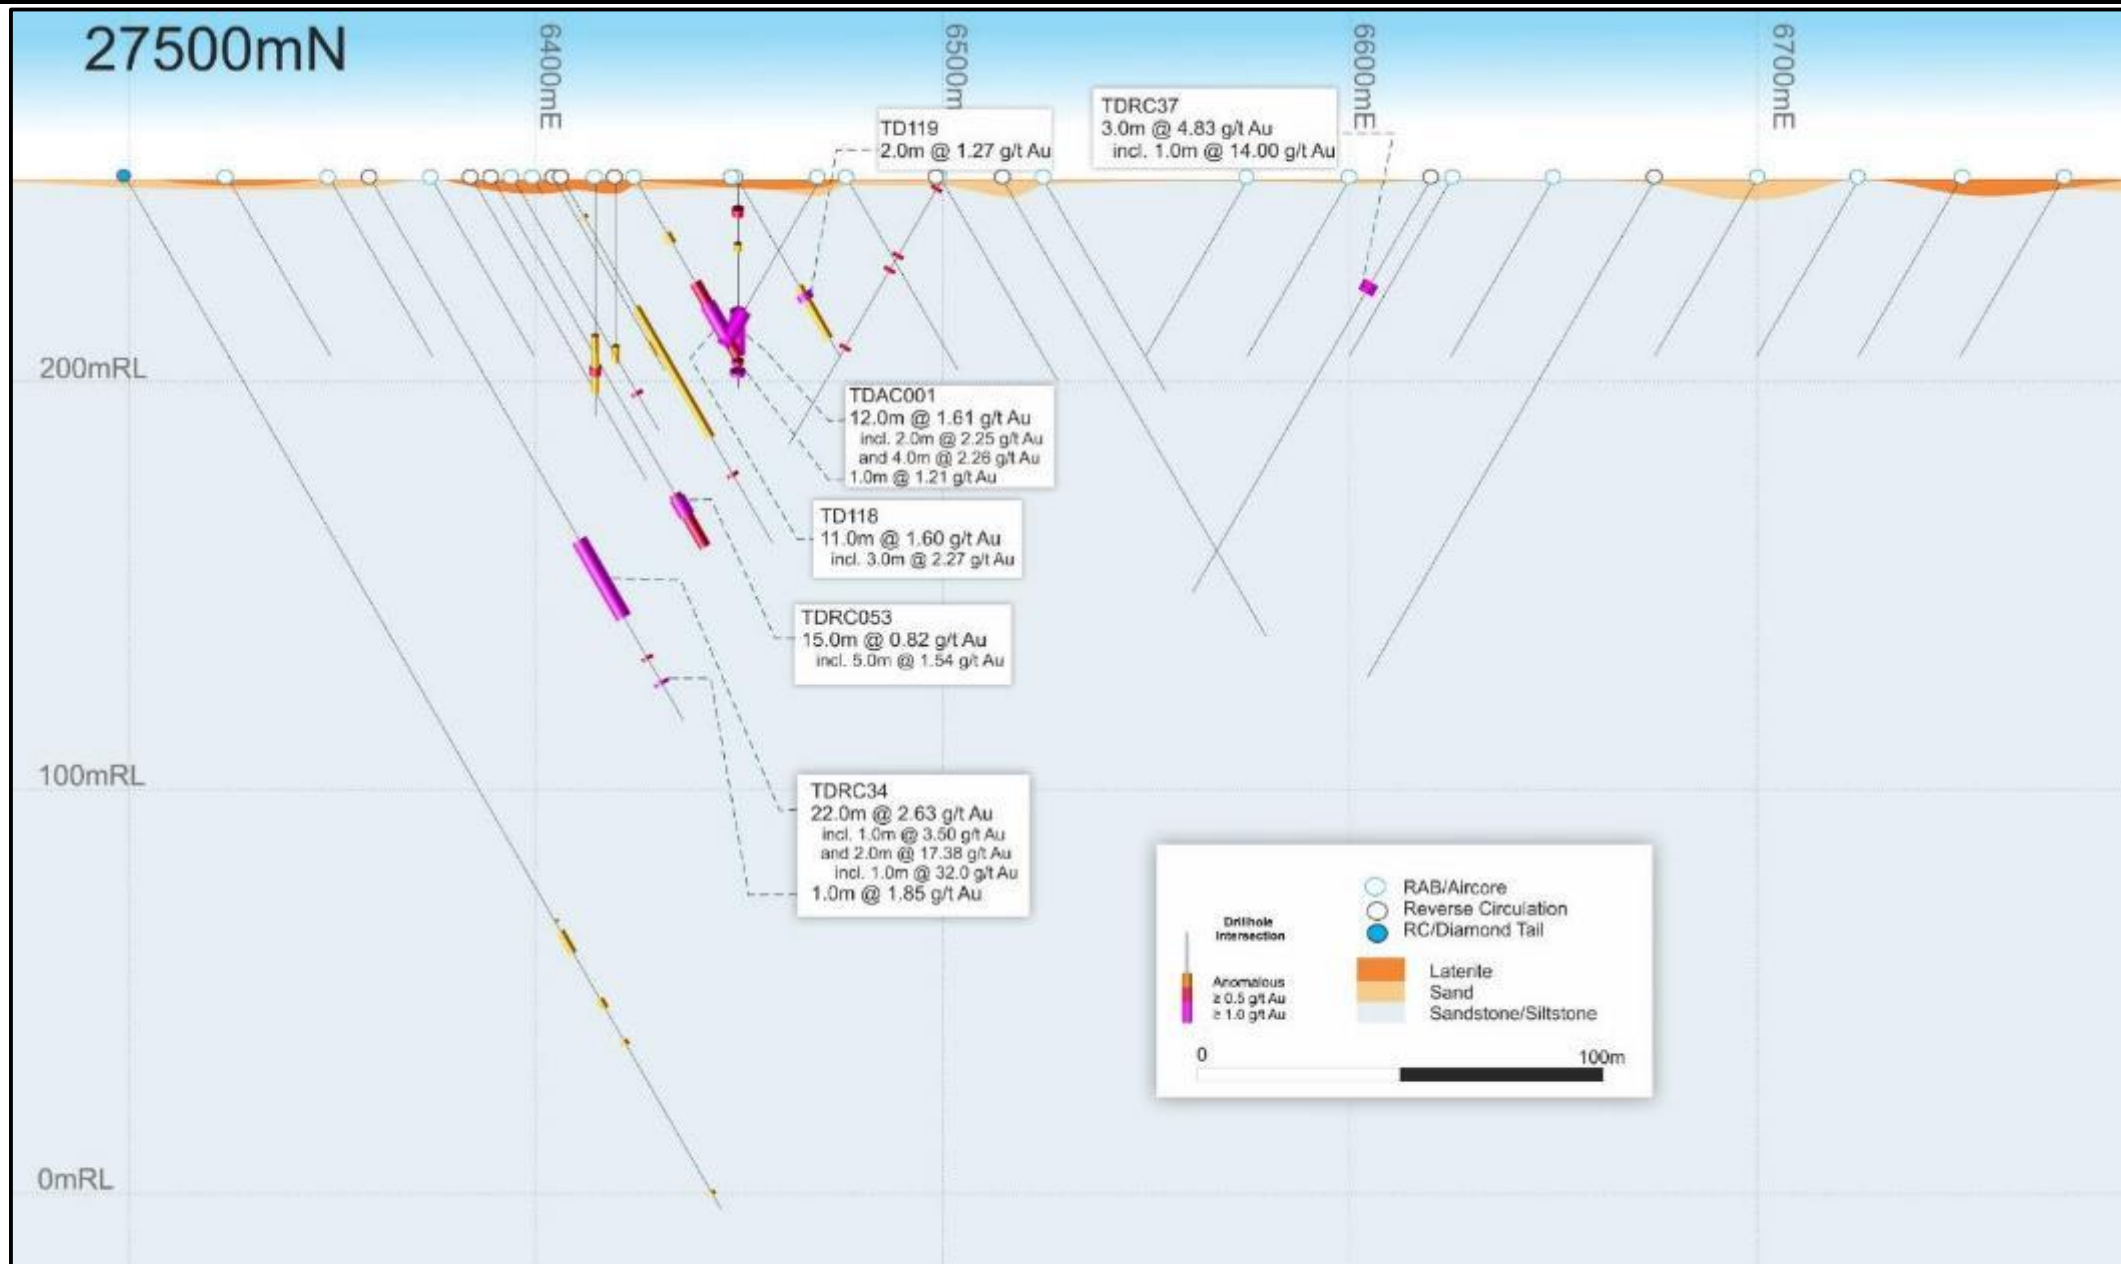 27500mN
6400mE
6500m
6600mE
6700mE
TDRC37
3.0m @ 4.83 g/t Au
incl. 1.0m @ 14.00 g/t Au
TD119
2.0m @ 1.27 g/t Au
200mRL
TDAC001
12.0m @ 1.61 g/t Au
incl. 2.0m @ 2.25 g/t Au
and 4.0m @ 2.26 g/t Au
1.0m @ 1.21 g/t Au
TD118
11.0m @ 1.60 g/t Au
incl. 3.0m @ 2.27 g/t Au
TDRC053
15.0m @ 0.82 g/t Au
incl. 5.0m @ 1.54 g/t Au
100mRL
TDRC34
22.0m @ 2.63 g/t Au
incl. 1.0m @ 3.50 g/t Au
and 2.0m @ 17.38 g/t Au
incl. 1.0m @ 32.0 g/t Au
1.0m @ 1.85 g/t Au
Drillhole
Intersection
Anomalous
≥ 0.5 g/t Au
≥ 1.0 g/t Au
RAB/Aircore
Reverse Circulation
RC/Diamond Tail
Laterite
Sand
Sandstone/Siltstone
0 100m
0mRL